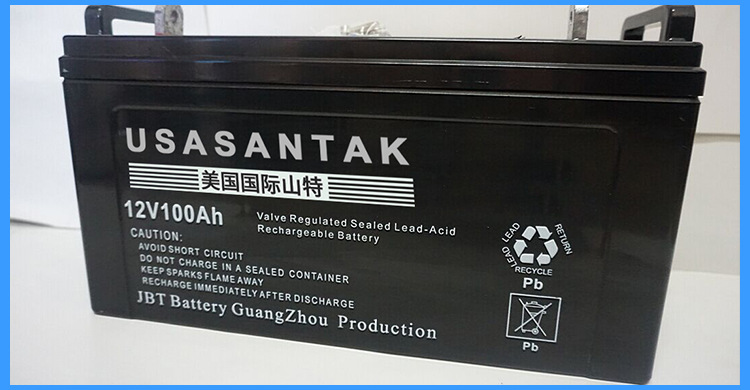 USASANTAK
美国国际山特
12V100Ah
Valve Regulated Sealed Lead-Acid
Rechargeable Battery
CAUTION:
AVOID SHORT CIRCUIT
DO NOT CHARGE IN A SEALED CONTAINER
KEEP SPARKS FLAME AWAY
RECHARGE IMMEDIATELY AFTER DISCHARGE
JBT Battery GuangZhou Production
LEAD LEAD RETURN
RECYCLE
Pb
Pb